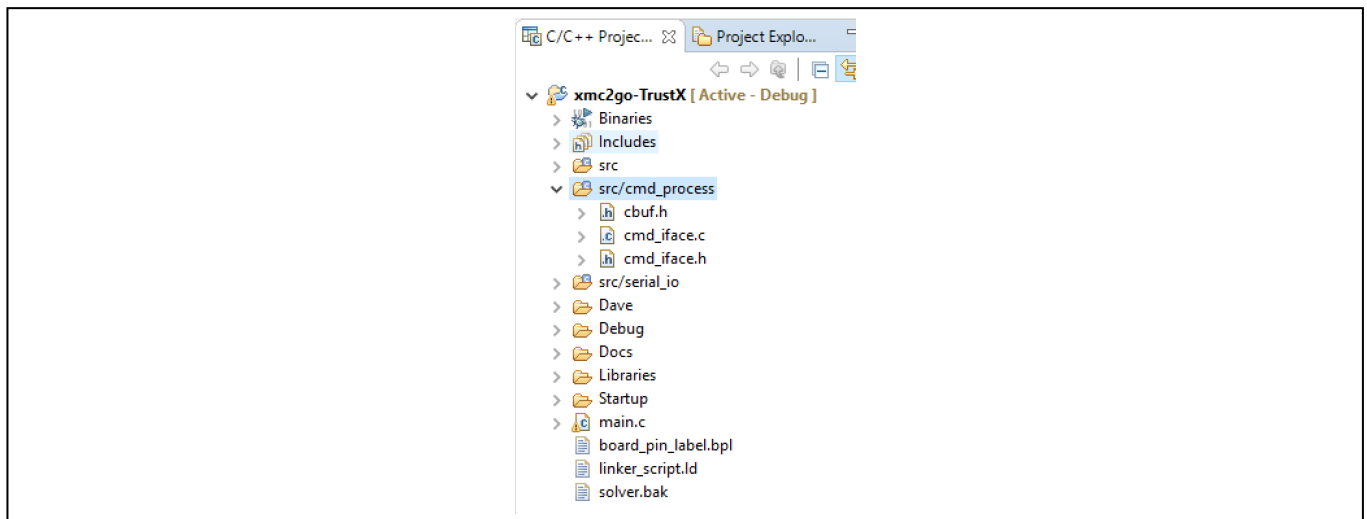 C/C++ Projec... Project Explo...
xmc2go-TrustX [ Active - Debug ]
Binaries
Includes
src
src/cmd_process
cbuf.h
cmd_iface.c
cmd_iface.h
src/serial_io
Dave
Debug
Docs
Libraries
Startup
main.c
board_pin_label.bpl
linker_script.ld
solver.bak